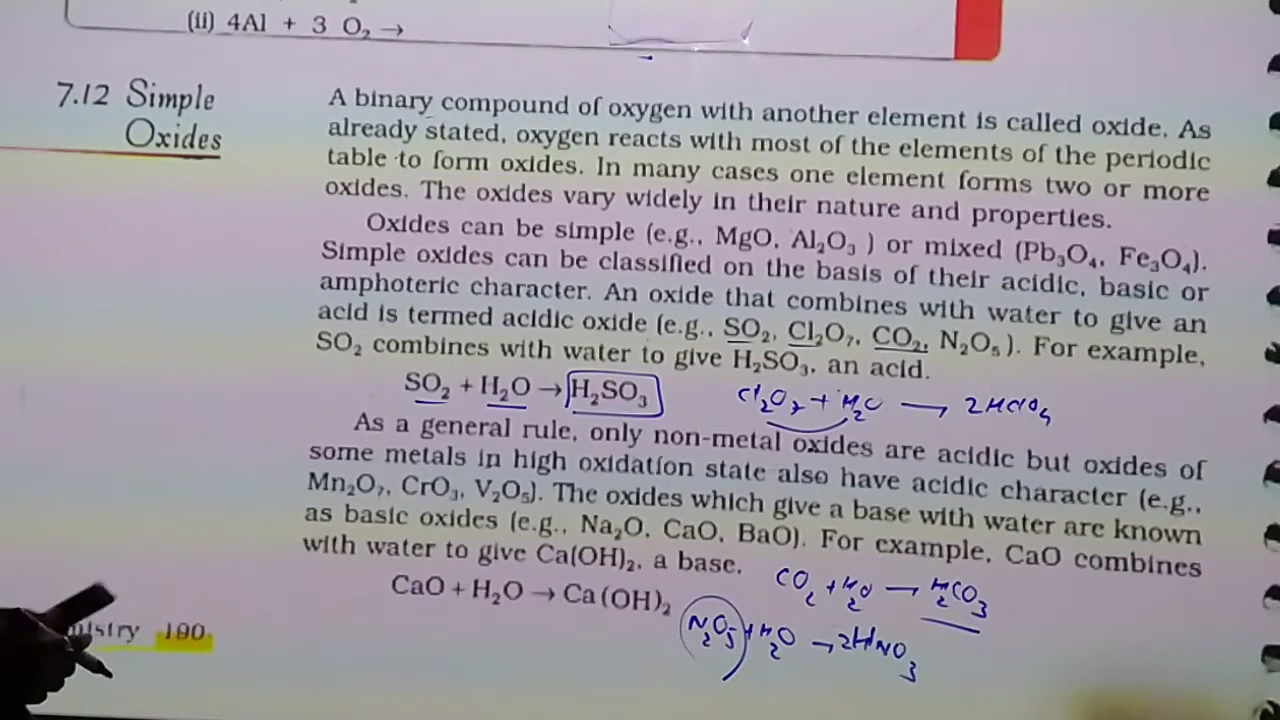 (ii) 4Al + 3 O₂ →
7.12 Simple
Oxides
A binary compound of oxygen with another element is called oxide. As
already stated, oxygen reacts with most of the elements of the periodic
table to form oxides. In many cases one element forms two or more
oxides. The oxides vary widely in their nature and properties.
Oxides can be simple (e.g., MgO, Al₂O₃ ) or mixed (Pb₃O₄, Fe₃O₄).
Simple oxides can be classified on the basis of their acidic, basic or
amphoteric character. An oxide that combines with water to give an
acid is termed acidic oxide (e.g., SO₂, Cl₂O₇, CO₂, N₂O₅ ). For example,
SO₂ combines with water to give H₂SO₃, an acid.
SO₂ + H₂O → H₂SO₃
Cl₂O₇ + H₂O → 2HClO₄
As a general rule, only non-metal oxides are acidic but oxides of
some metals in high oxidation state also have acidic character (e.g.,
Mn₂O₇, CrO₃, V₂O₅). The oxides which give a base with water are known
as basic oxides (e.g., Na₂O, CaO, BaO). For example, CaO combines
with water to give Ca(OH)₂, a base.
CO₂ + H₂O → H₂CO₃
CaO + H₂O → Ca (OH)₂
N₂O₅ + H₂O → 2HNO₃
190